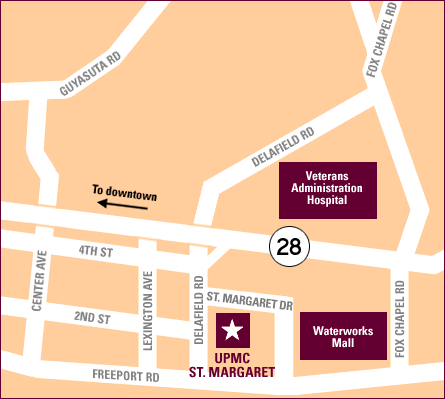 FOX CHAPEL RD
GUYASUTA RD
DELAFIELD RD
Veterans
Administration
Hospital
To downtown
28
4TH ST
CENTER AVE
LEXINGTON AVE
DELAFIELD RD
ST. MARGARET DR
FOX CHAPEL RD
2ND ST
Waterworks
Mall
UPMC
ST. MARGARET
FREEPORT RD